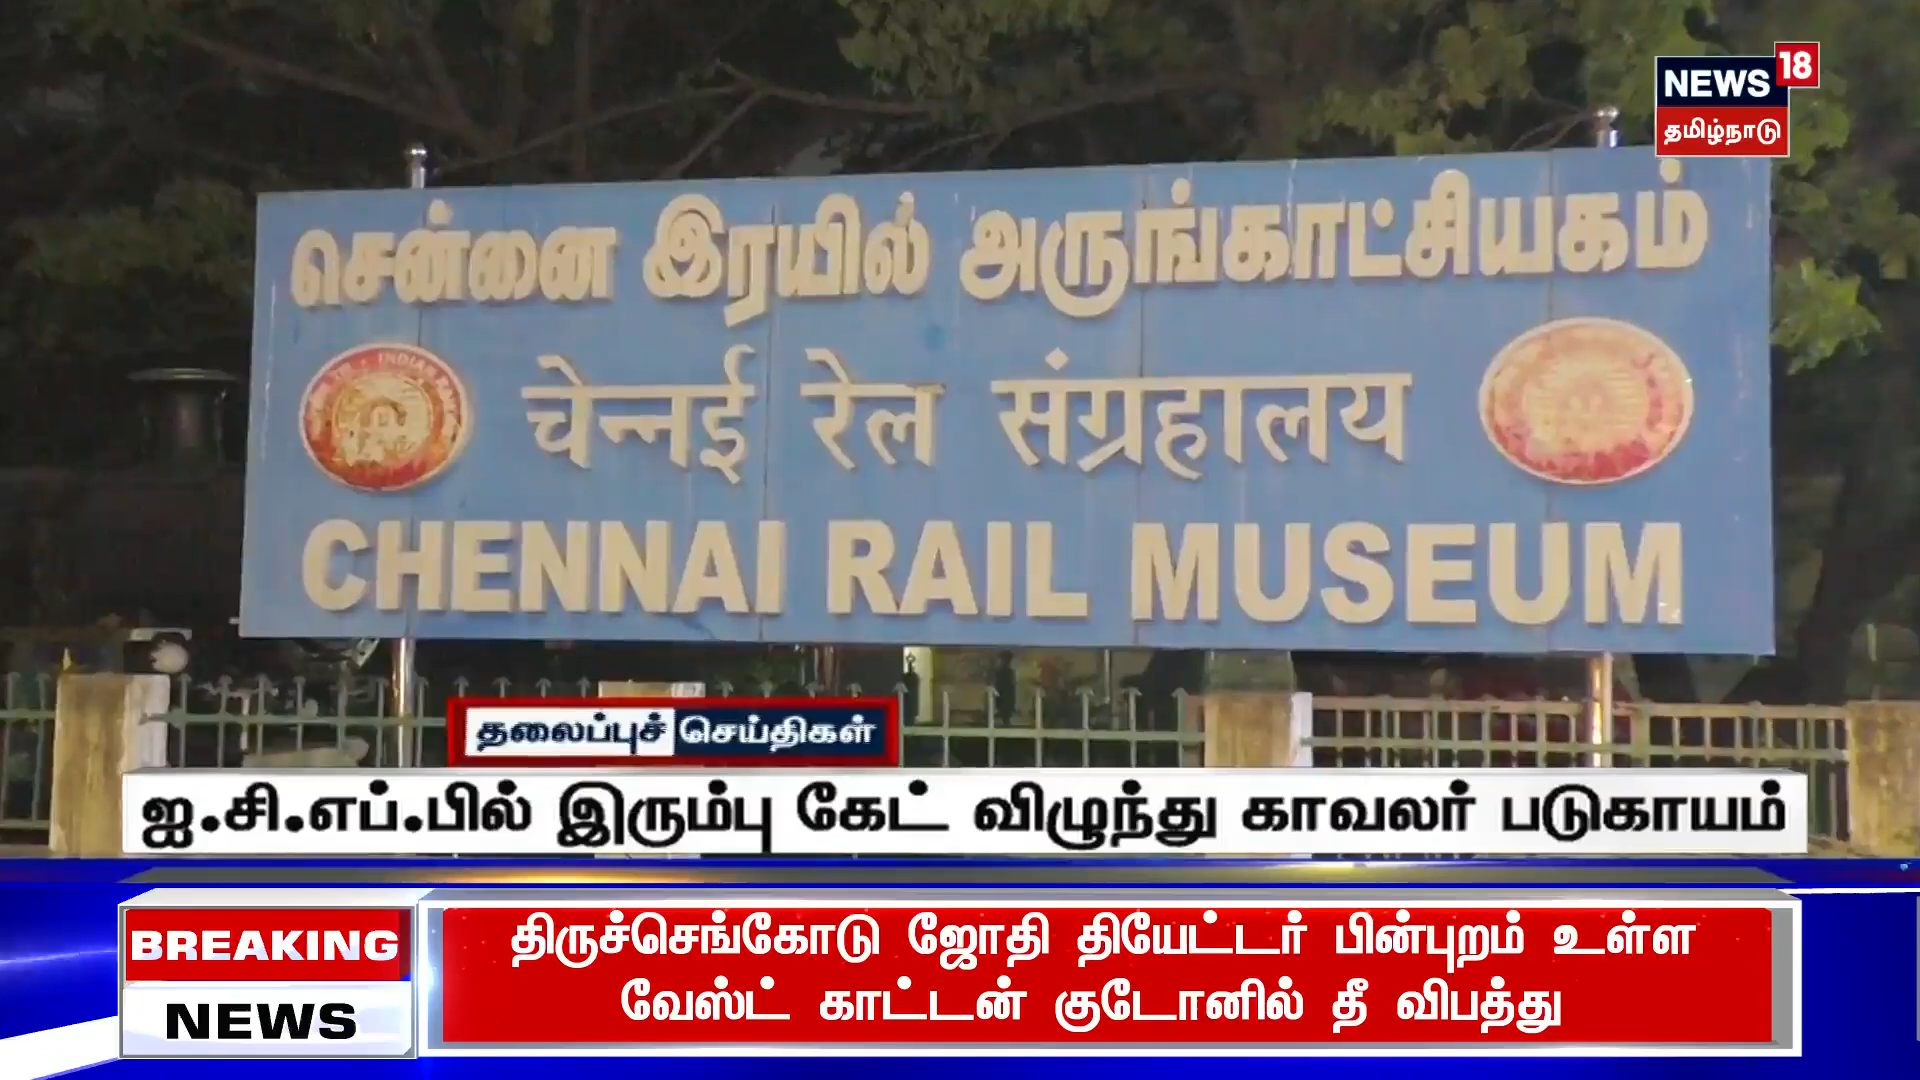 NEWS 18
தமிழ்நாடு
சென்னை இரயில் அருங்காட்சியகம்
चेन्नई रेल संग्रहालय
CHENNAI RAIL MUSEUM
தலைப்புச் செய்திகள்
ஐ.சி.எப்.பில் இரும்பு கேட் விழுந்து காவலர் படுகாயம்
BREAKING
NEWS
திருச்செங்கோடு ஜோதி தியேட்டர் பின்புறம் உள்ள
வேஸ்ட் காட்டன் குடோனில் தீ விபத்து